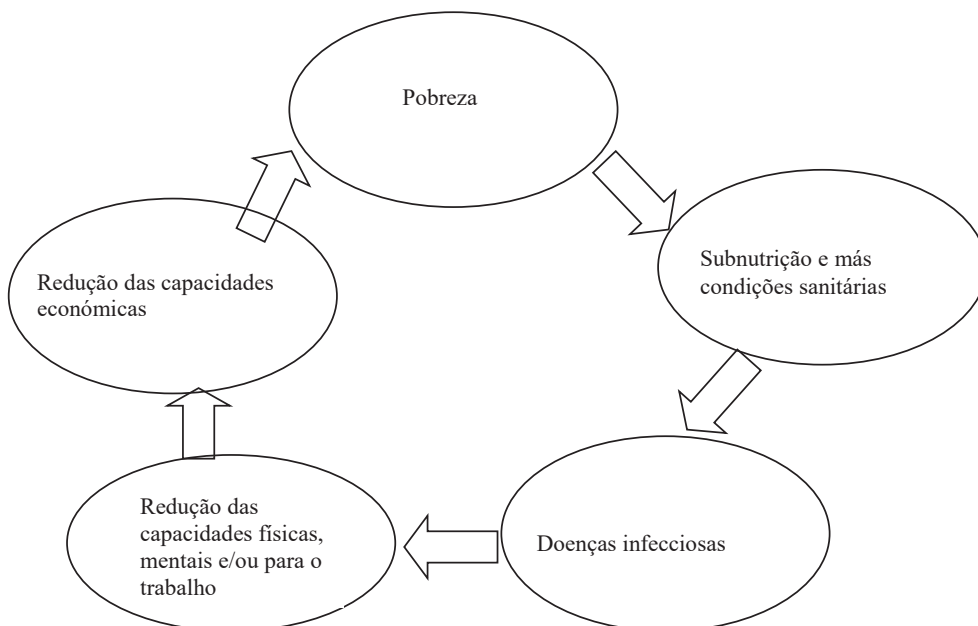 Pobreza
Subnutrição e más
condições sanitárias
Doenças infecciosas
Redução das
capacidades físicas,
mentais e/ou para o
trabalho
Redução das capacidades
económicas